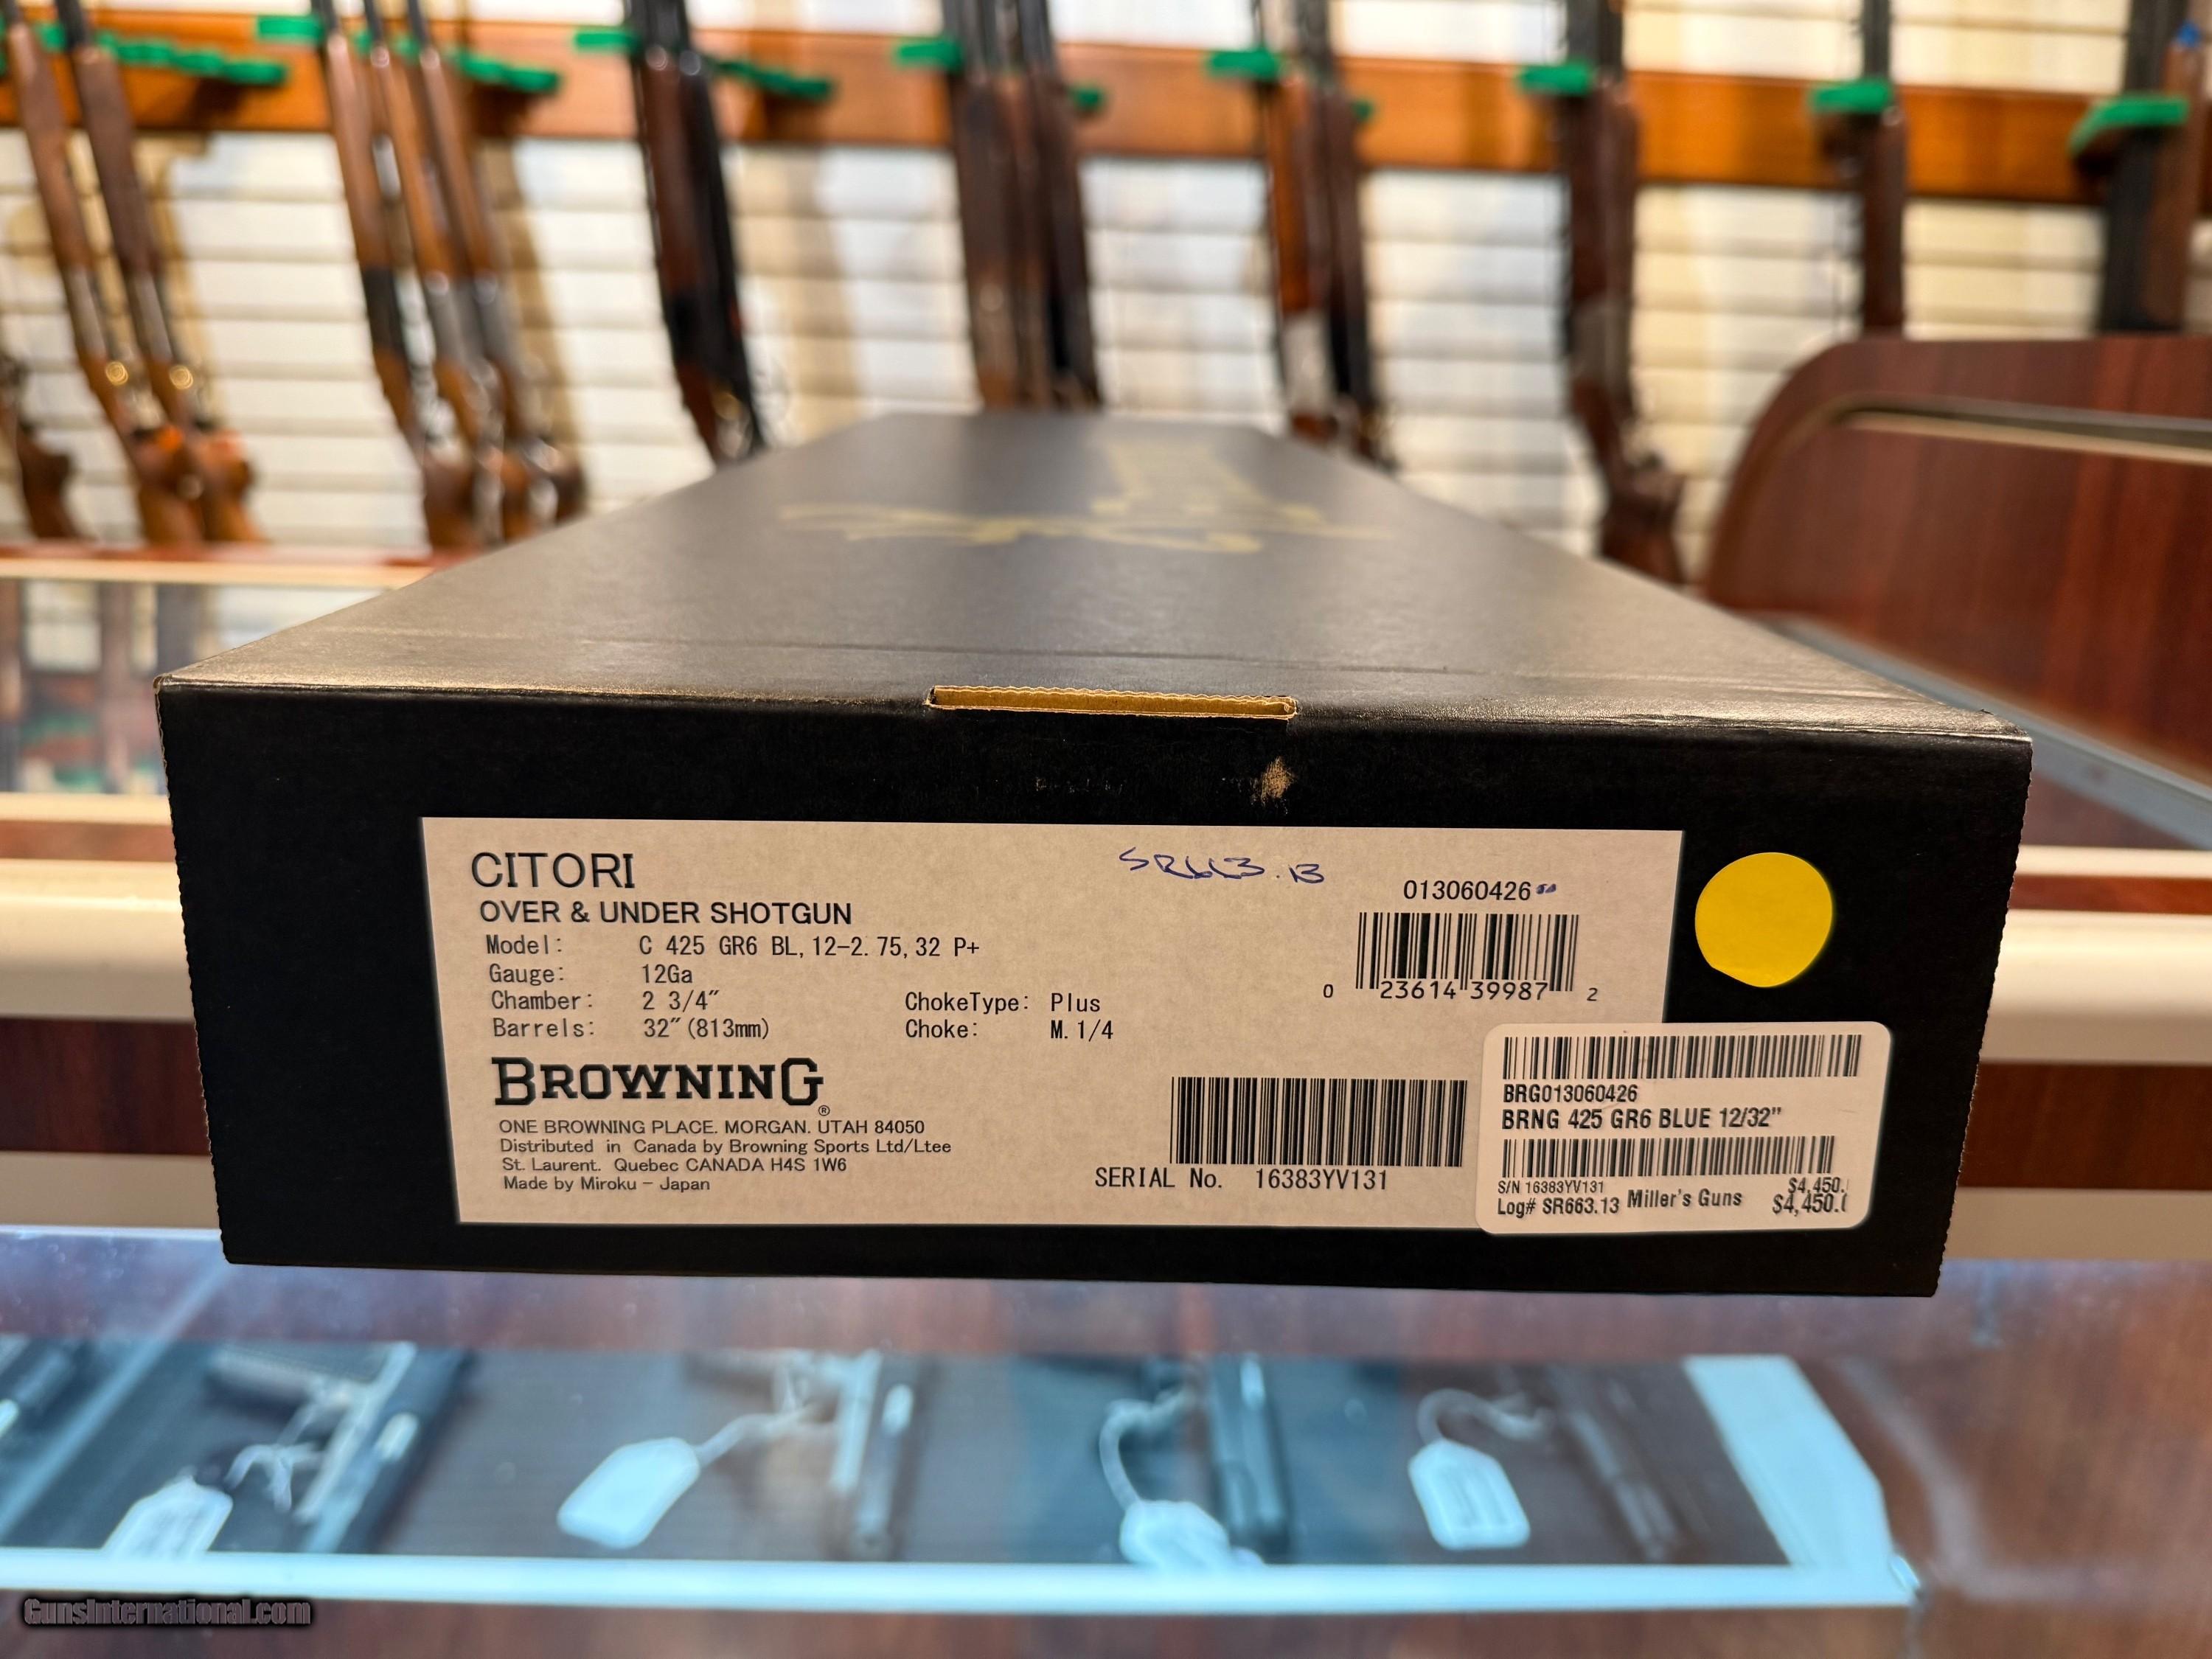 CITORI
OVER & UNDER SHOTGUN
Model: C 425 GR6 BL, 12-2.75, 32 P+
Gauge: 12Ga
Chamber: 2 3/4" ChokeType: Plus
Barrels: 32"(813mm) Choke: M. 1/4
BROWNING®
ONE BROWNING PLACE. MORGAN. UTAH 84050
Distributed in Canada by Browning Sports Ltd/Ltee
St. Laurent. Quebec CANADA H4S 1W6
Made by Miroku - Japan
SR663.13
013060426
0 23614 39987 2
SERIAL No. 16383YV131
BRG013060426
BRNG 425 GR6 BLUE 12/32"
S/N 16383YV131 $4,450.
Log# SR663.13 Miller's Guns $4,450.
GunsInternational.com